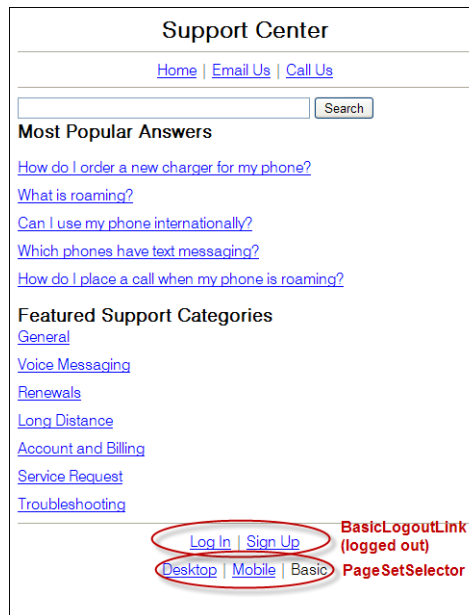 Support Center
Home | Email Us | Call Us
Search
Most Popular Answers
How do I order a new charger for my phone?
What is roaming?
Can I use my phone internationally?
Which phones have text messaging?
How do I place a call when my phone is roaming?
Featured Support Categories
General
Voice Messaging
Renewals
Long Distance
Account and Billing
Service Request
Troubleshooting
Log In | Sign Up
BasicLogoutLink
(logged out)
Desktop | Mobile | Basic
PageSetSelector